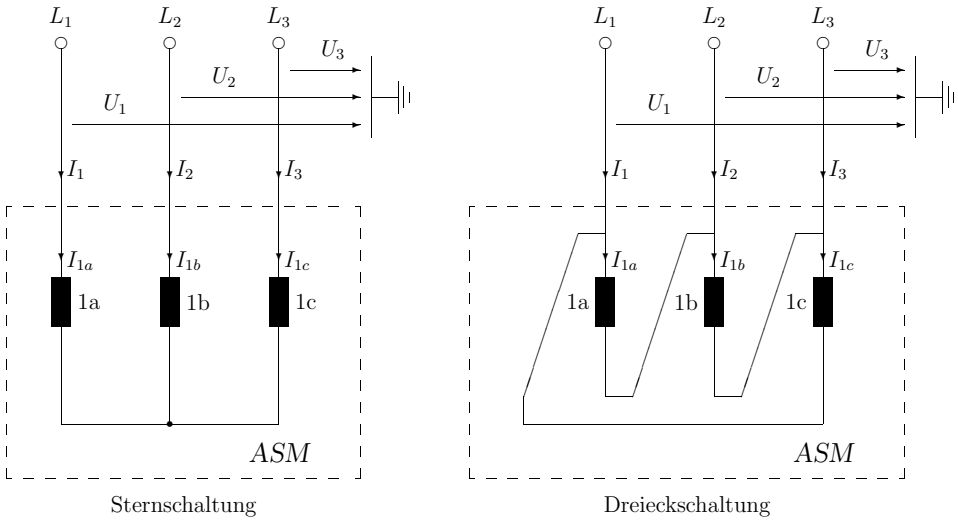 L1 L2 L3 L1 L2 L3
U3 U3
U2 U2
U1 U1
I1 I2 I3 I1 I2 I3
I1a I1b I1c I1a I1b I1c
1a 1b 1c 1a 1b 1c
ASM ASM
Sternschaltung Dreieckschaltung